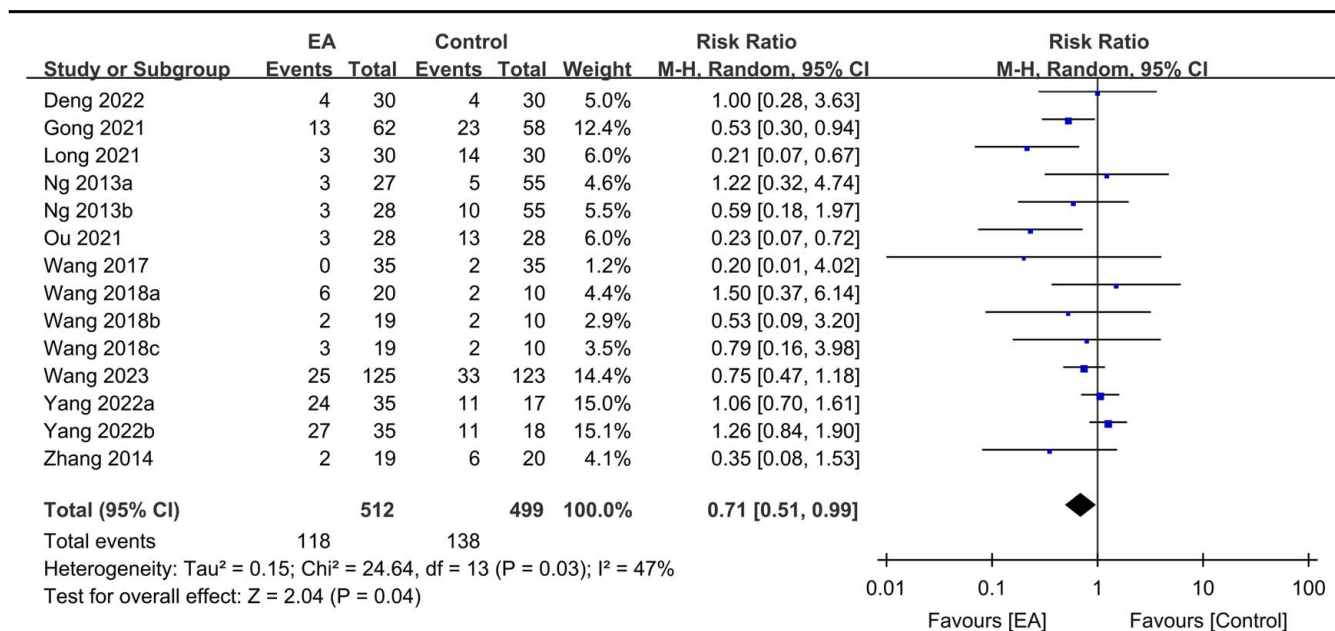 EA Control Risk Ratio Risk Ratio
Study or Subgroup Events Total Events Total Weight M-H, Random, 95% CI M-H, Random, 95% CI
Deng 2022 4 30 4 30 5.0% 1.00 [0.28, 3.63]
Gong 2021 13 62 23 58 12.4% 0.53 [0.30, 0.94]
Long 2021 3 30 14 30 6.0% 0.21 [0.07, 0.67]
Ng 2013a 3 27 5 55 4.6% 1.22 [0.32, 4.74]
Ng 2013b 3 28 10 55 5.5% 0.59 [0.18, 1.97]
Ou 2021 3 28 13 28 6.0% 0.23 [0.07, 0.72]
Wang 2017 0 35 2 35 1.2% 0.20 [0.01, 4.02]
Wang 2018a 6 20 2 10 4.4% 1.50 [0.37, 6.14]
Wang 2018b 2 19 2 10 2.9% 0.53 [0.09, 3.20]
Wang 2018c 3 19 2 10 3.5% 0.79 [0.16, 3.98]
Wang 2023 25 125 33 123 14.4% 0.75 [0.47, 1.18]
Yang 2022a 24 35 11 17 15.0% 1.06 [0.70, 1.61]
Yang 2022b 27 35 11 18 15.1% 1.26 [0.84, 1.90]
Zhang 2014 2 19 6 20 4.1% 0.35 [0.08, 1.53]
Total (95% CI) 512 499 100.0% 0.71 [0.51, 0.99]
Total events 118 138
Heterogeneity: Tau² = 0.15; Chi² = 24.64, df = 13 (P = 0.03); I² = 47%
Test for overall effect: Z = 2.04 (P = 0.04)
0.01 0.1 1 10 100
Favours [EA] Favours [Control]